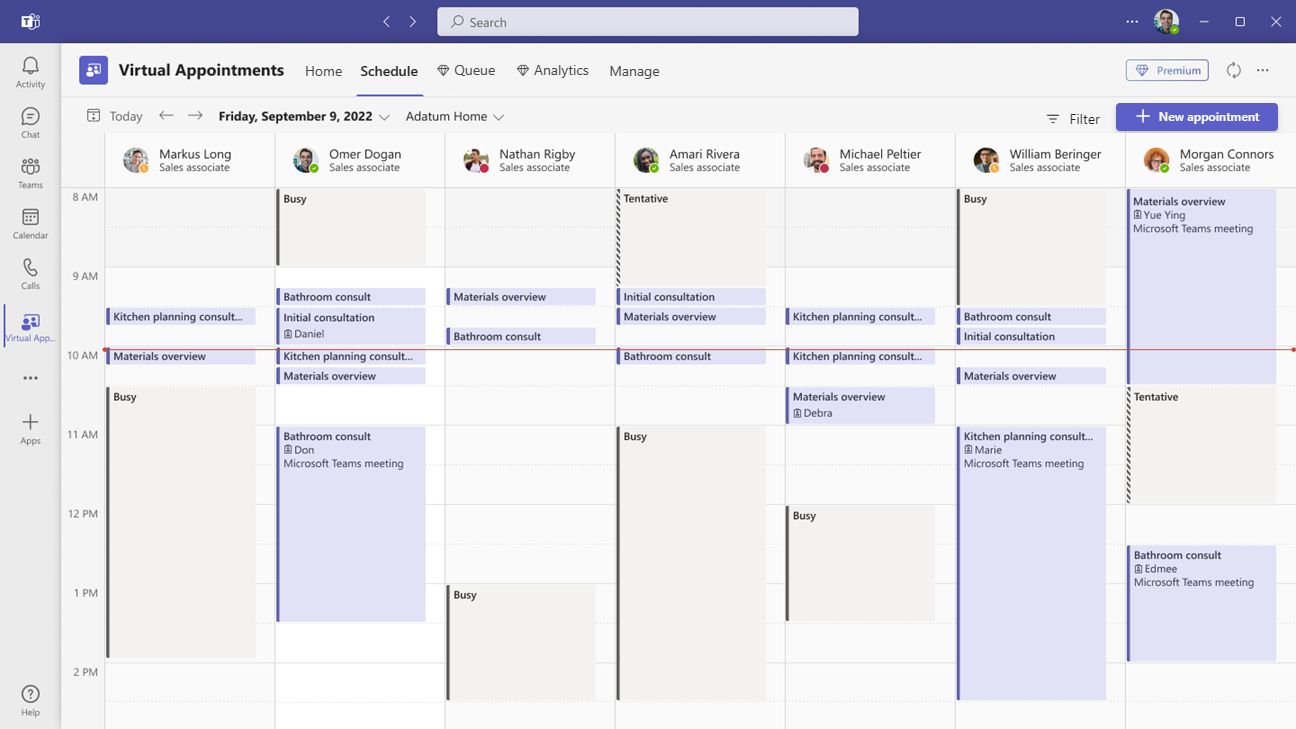 Search
Activity
Chat
Teams
Calendar
Calls
Virtual App...
Apps
Help
Virtual Appointments
Home
Schedule
Queue
Analytics
Manage
Premium
Today
Friday, September 9, 2022
Adatum Home
Filter
New appointment
Markus Long
Sales associate
Omer Dogan
Sales associate
Nathan Rigby
Sales associate
Amari Rivera
Sales associate
Michael Peltier
Sales associate
William Beringer
Sales associate
Morgan Connors
Sales associate
8 AM
9 AM
10 AM
11 AM
12 PM
1 PM
2 PM
Kitchen planning consult...
Materials overview
Busy
Busy
Bathroom consult
Initial consultation
Daniel
Kitchen planning consult...
Materials overview
Bathroom consult
Don
Microsoft Teams meeting
Materials overview
Bathroom consult
Busy
Tentative
Initial consultation
Materials overview
Bathroom consult
Busy
Kitchen planning consult...
Kitchen planning consult...
Materials overview
Debra
Busy
Busy
Bathroom consult
Initial consultation
Materials overview
Kitchen planning consult...
Marie
Microsoft Teams meeting
Materials overview
Yue Ying
Microsoft Teams meeting
Tentative
Bathroom consult
Edmee
Microsoft Teams meeting